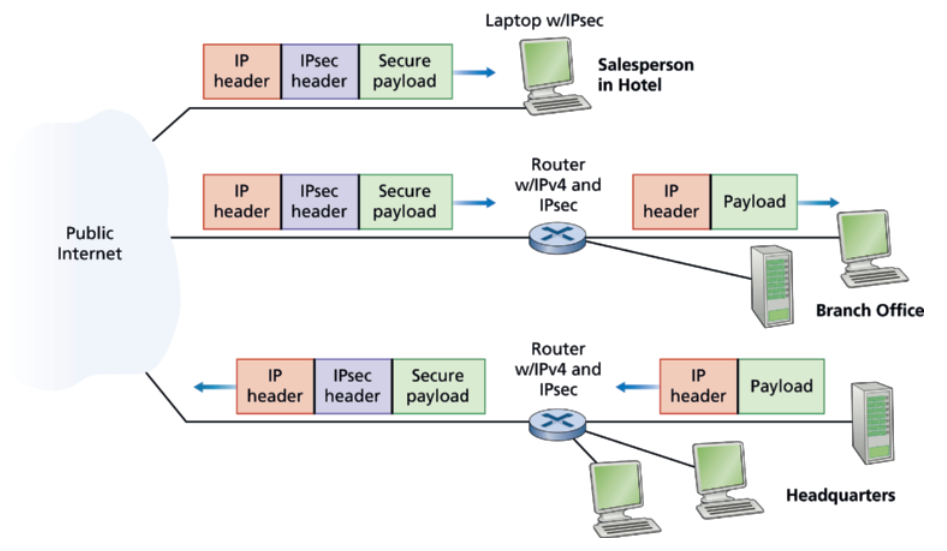 Laptop w/IPsec
IP
header
IPsec
header
Secure
payload
Salesperson
in Hotel
IP
header
IPsec
header
Secure
payload
Router
w/IPv4 and
IPsec
IP
header
Payload
Public
Internet
Branch Office
IP
header
IPsec
header
Secure
payload
Router
w/IPv4 and
IPsec
IP
header
Payload
Headquarters